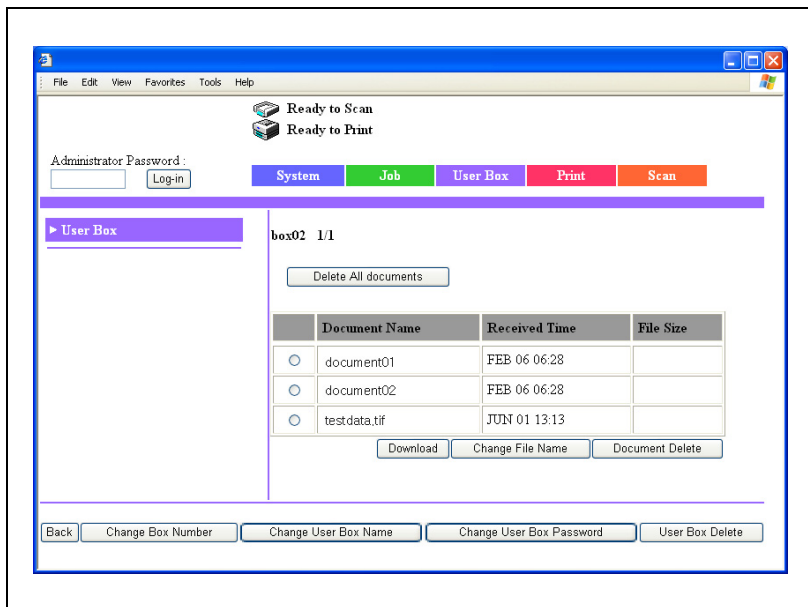 File Edit View Favorites Tools Help
Ready to Scan
Ready to Print
Administrator Password :
Log-in
System Job User Box Print Scan
User Box
box02 1/1
Delete All documents
Document Name Received Time File Size
document01 FEB 06 06:28
document02 FEB 06 06:28
testdata,tif JUN 01 13:13
Download Change File Name Document Delete
Back Change Box Number Change User Box Name Change User Box Password User Box Delete